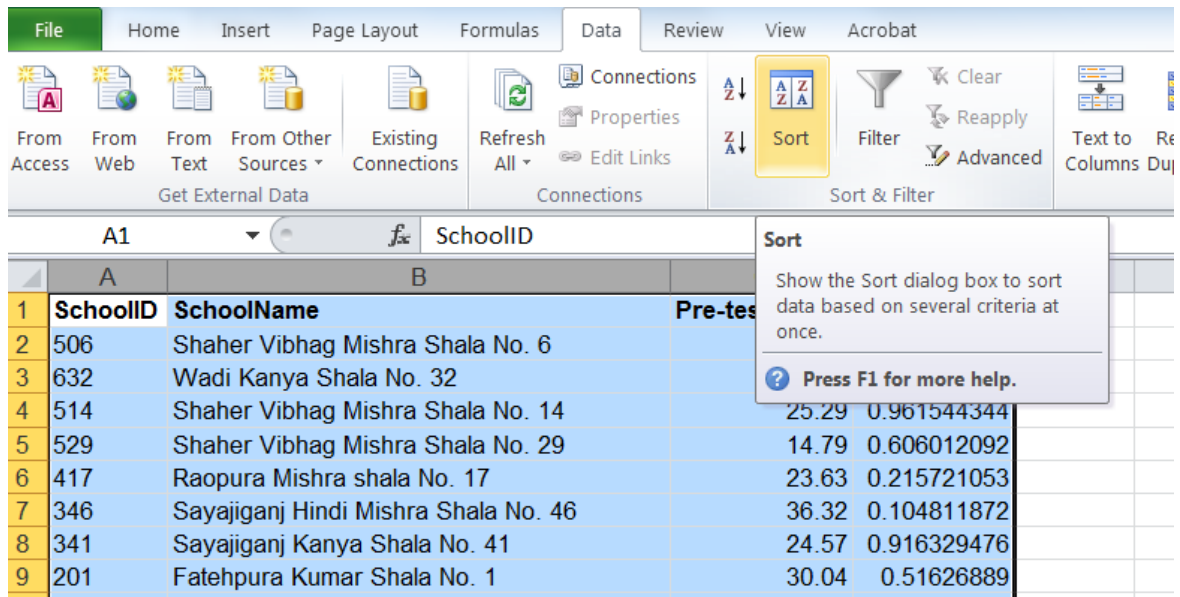 File Home Insert Page Layout Formulas Data Review View Acrobat
From Access
From Web
From Text
From Other Sources
Existing Connections
Get External Data
Refresh All
Connections
Properties
Edit Links
Connections
A Z
Z A
A Z Z A
Sort
Filter
Clear
Reapply
Advanced
Sort & Filter
Text to Columns
A1 fx SchoolID
Sort
Show the Sort dialog box to sort
data based on several criteria at
once.
Press F1 for more help.
A B
1 SchoolID SchoolName
2 506 Shaher Vibhag Mishra Shala No. 6
3 632 Wadi Kanya Shala No. 32
4 514 Shaher Vibhag Mishra Shala No. 14 25.29 0.961544344
5 529 Shaher Vibhag Mishra Shala No. 29 14.79 0.606012092
6 417 Raopura Mishra shala No. 17 23.63 0.215721053
7 346 Sayajiganj Hindi Mishra Shala No. 46 36.32 0.104811872
8 341 Sayajiganj Kanya Shala No. 41 24.57 0.916329476
9 201 Fatehpura Kumar Shala No. 1 30.04 0.51626889